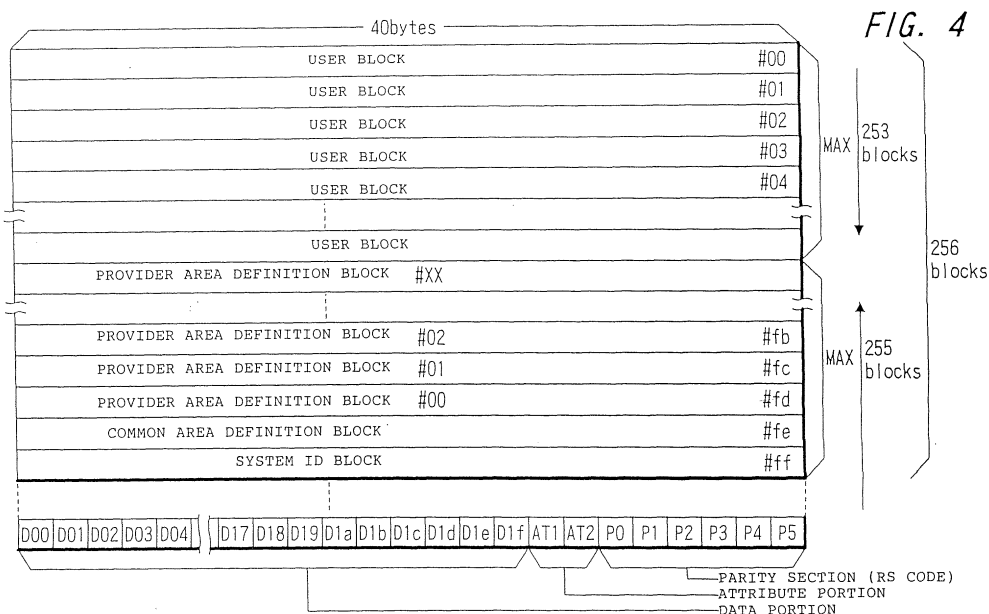 FIG. 4
40bytes
USER BLOCK #00
USER BLOCK #01
USER BLOCK #02
USER BLOCK #03
USER BLOCK #04
USER BLOCK
MAX 253 blocks
256 blocks
PROVIDER AREA DEFINITION BLOCK #XX
PROVIDER AREA DEFINITION BLOCK #02 #fb
PROVIDER AREA DEFINITION BLOCK #01 #fc
PROVIDER AREA DEFINITION BLOCK #00 #fd
COMMON AREA DEFINITION BLOCK #fe
SYSTEM ID BLOCK #ff
MAX 255 blocks
D00 D01 D02 D03 D04 D17 D18 D19 D1a D1b D1c D1d D1e D1f AT1 AT2 P0 P1 P2 P3 P4 P5
PARITY SECTION (RS CODE)
ATTRIBUTE PORTION
DATA PORTION